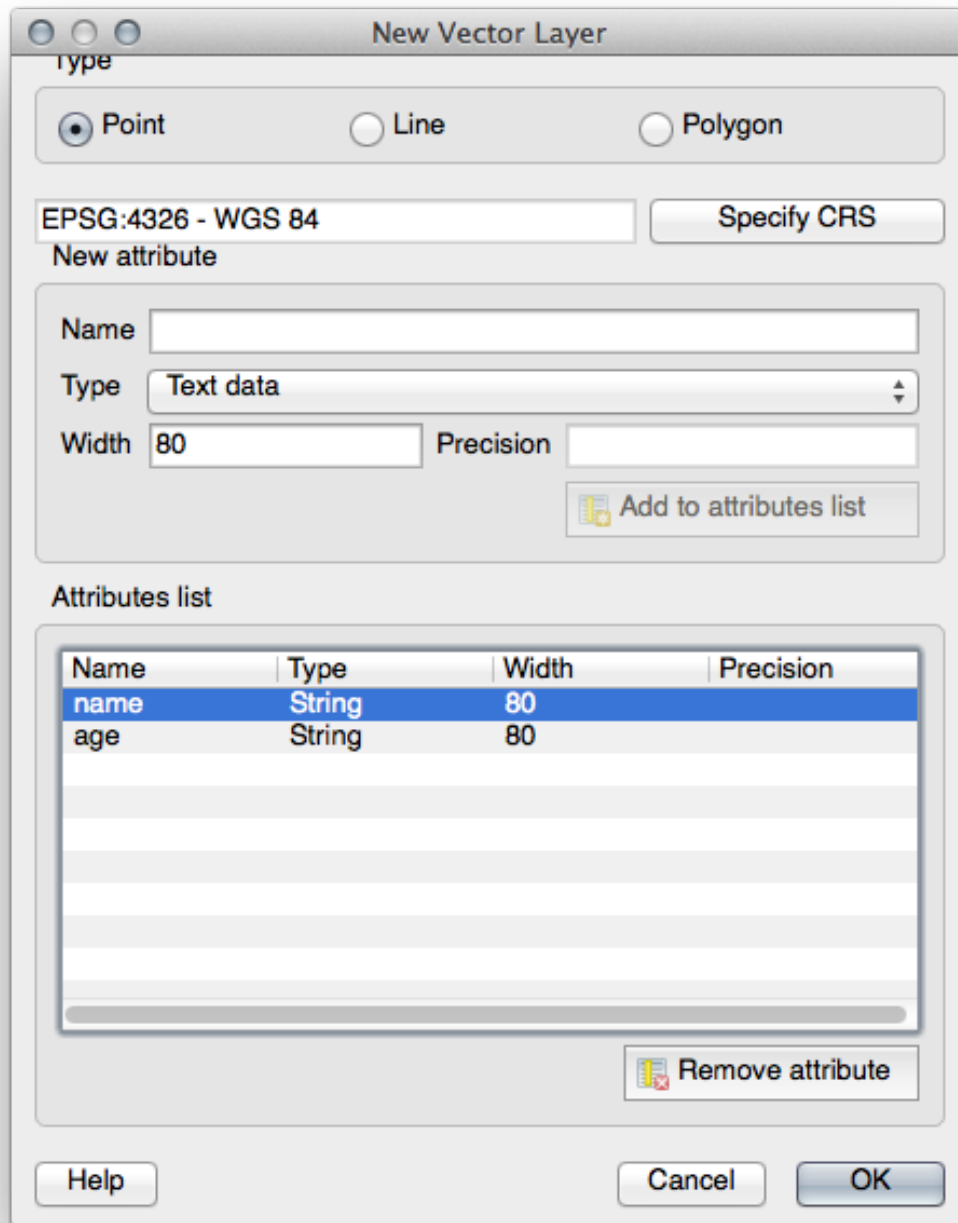 New Vector Layer
Type
Point Line Polygon
EPSG:4326 - WGS 84 Specify CRS
New attribute
Name
Type Text data
Width 80 Precision
Add to attributes list
Attributes list
Name Type Width Precision
name String 80
age String 80
Remove attribute
Help Cancel OK